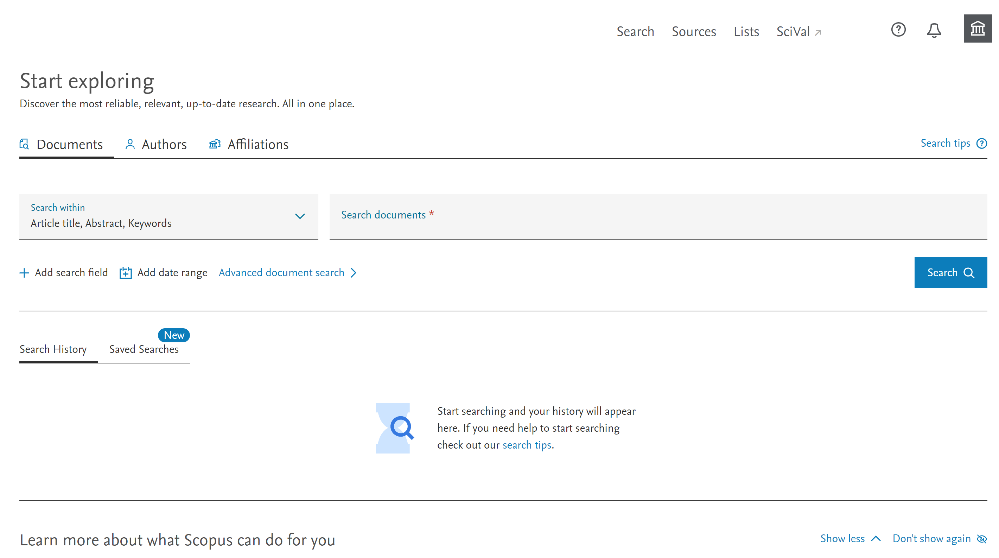 Search Sources Lists SciVal
Start exploring
Discover the most reliable, relevant, up-to-date research. All in one place.
Documents Authors Affiliations Search tips
Search within
Article title, Abstract, Keywords
Search documents *
Add search field Add date range Advanced document search Search
New
Search History Saved Searches
Start searching and your history will appear
here. If you need help to start searching
check out our search tips.
Learn more about what Scopus can do for you Show less Don't show again